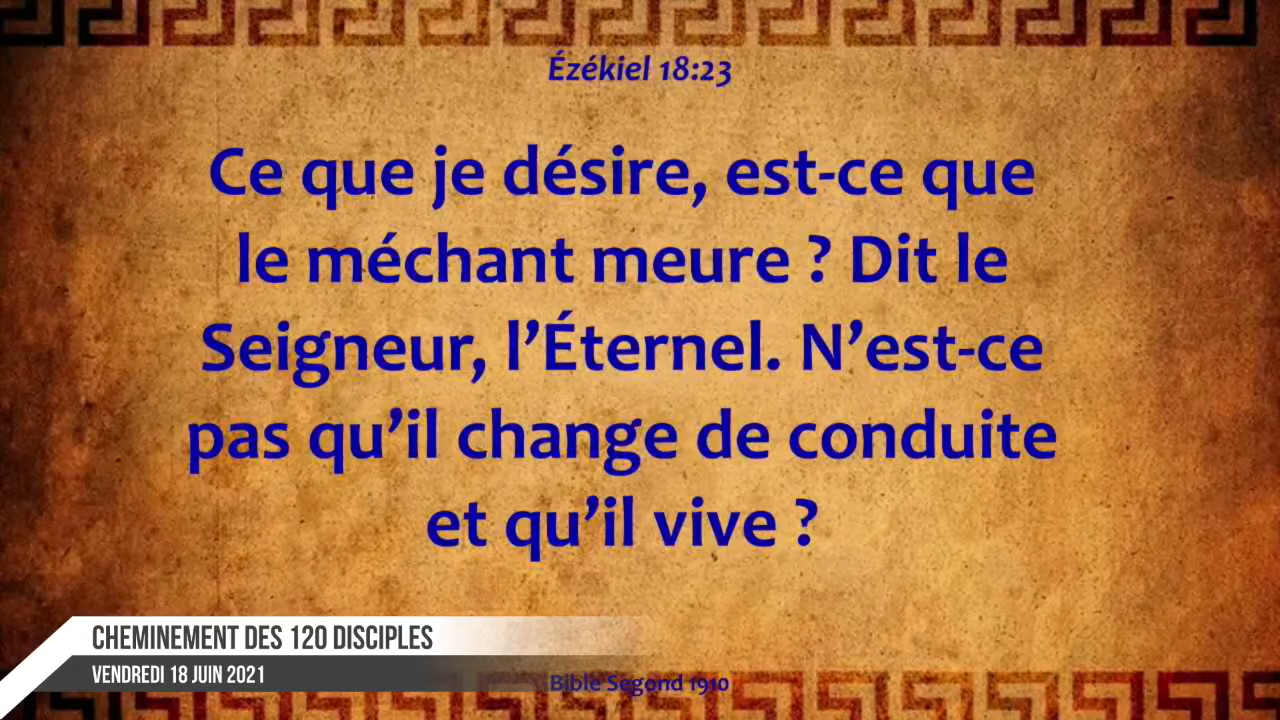 Ézékiel 18:23
Ce que je désire, est-ce que
le méchant meure ? Dit le
Seigneur, l’Éternel. N’est-ce
pas qu’il change de conduite
et qu’il vive ?
CHEMINEMENT DES 120 DISCIPLES
VENDREDI 18 JUIN 2021
Bible Segond 1910